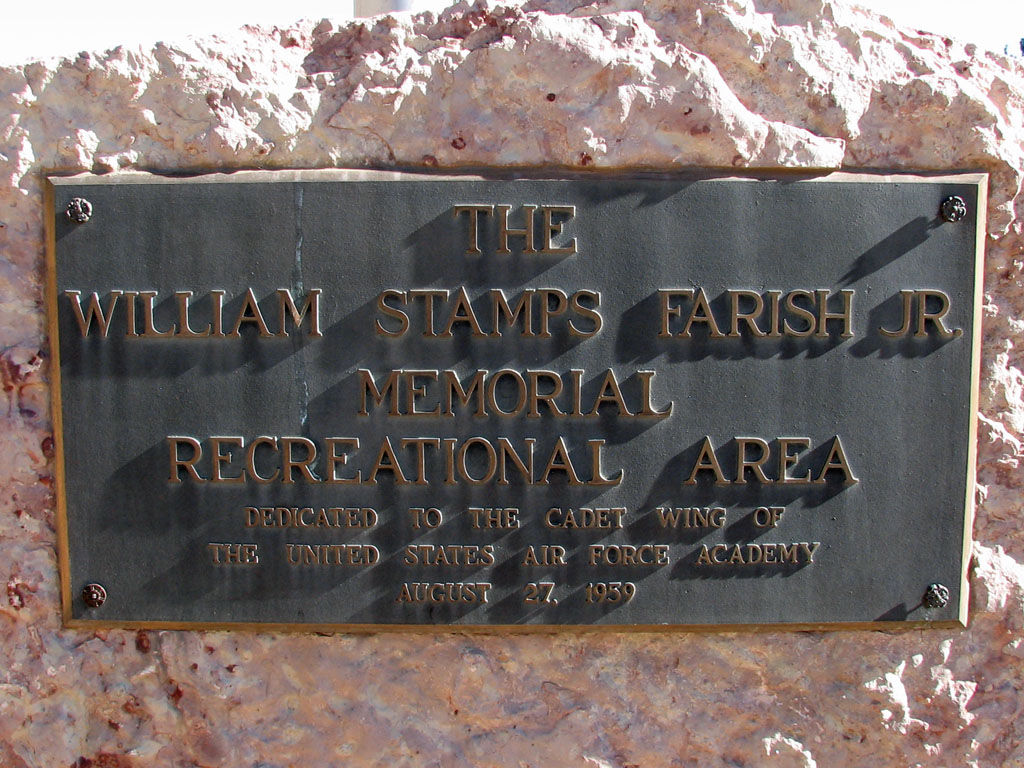 THE
WILLIAM STAMPS FARISH JR.
MEMORIAL
RECREATIONAL AREA
DEDICATED TO THE CADET WING OF
THE UNITED STATES AIR FORCE ACADEMY
AUGUST 27, 1959